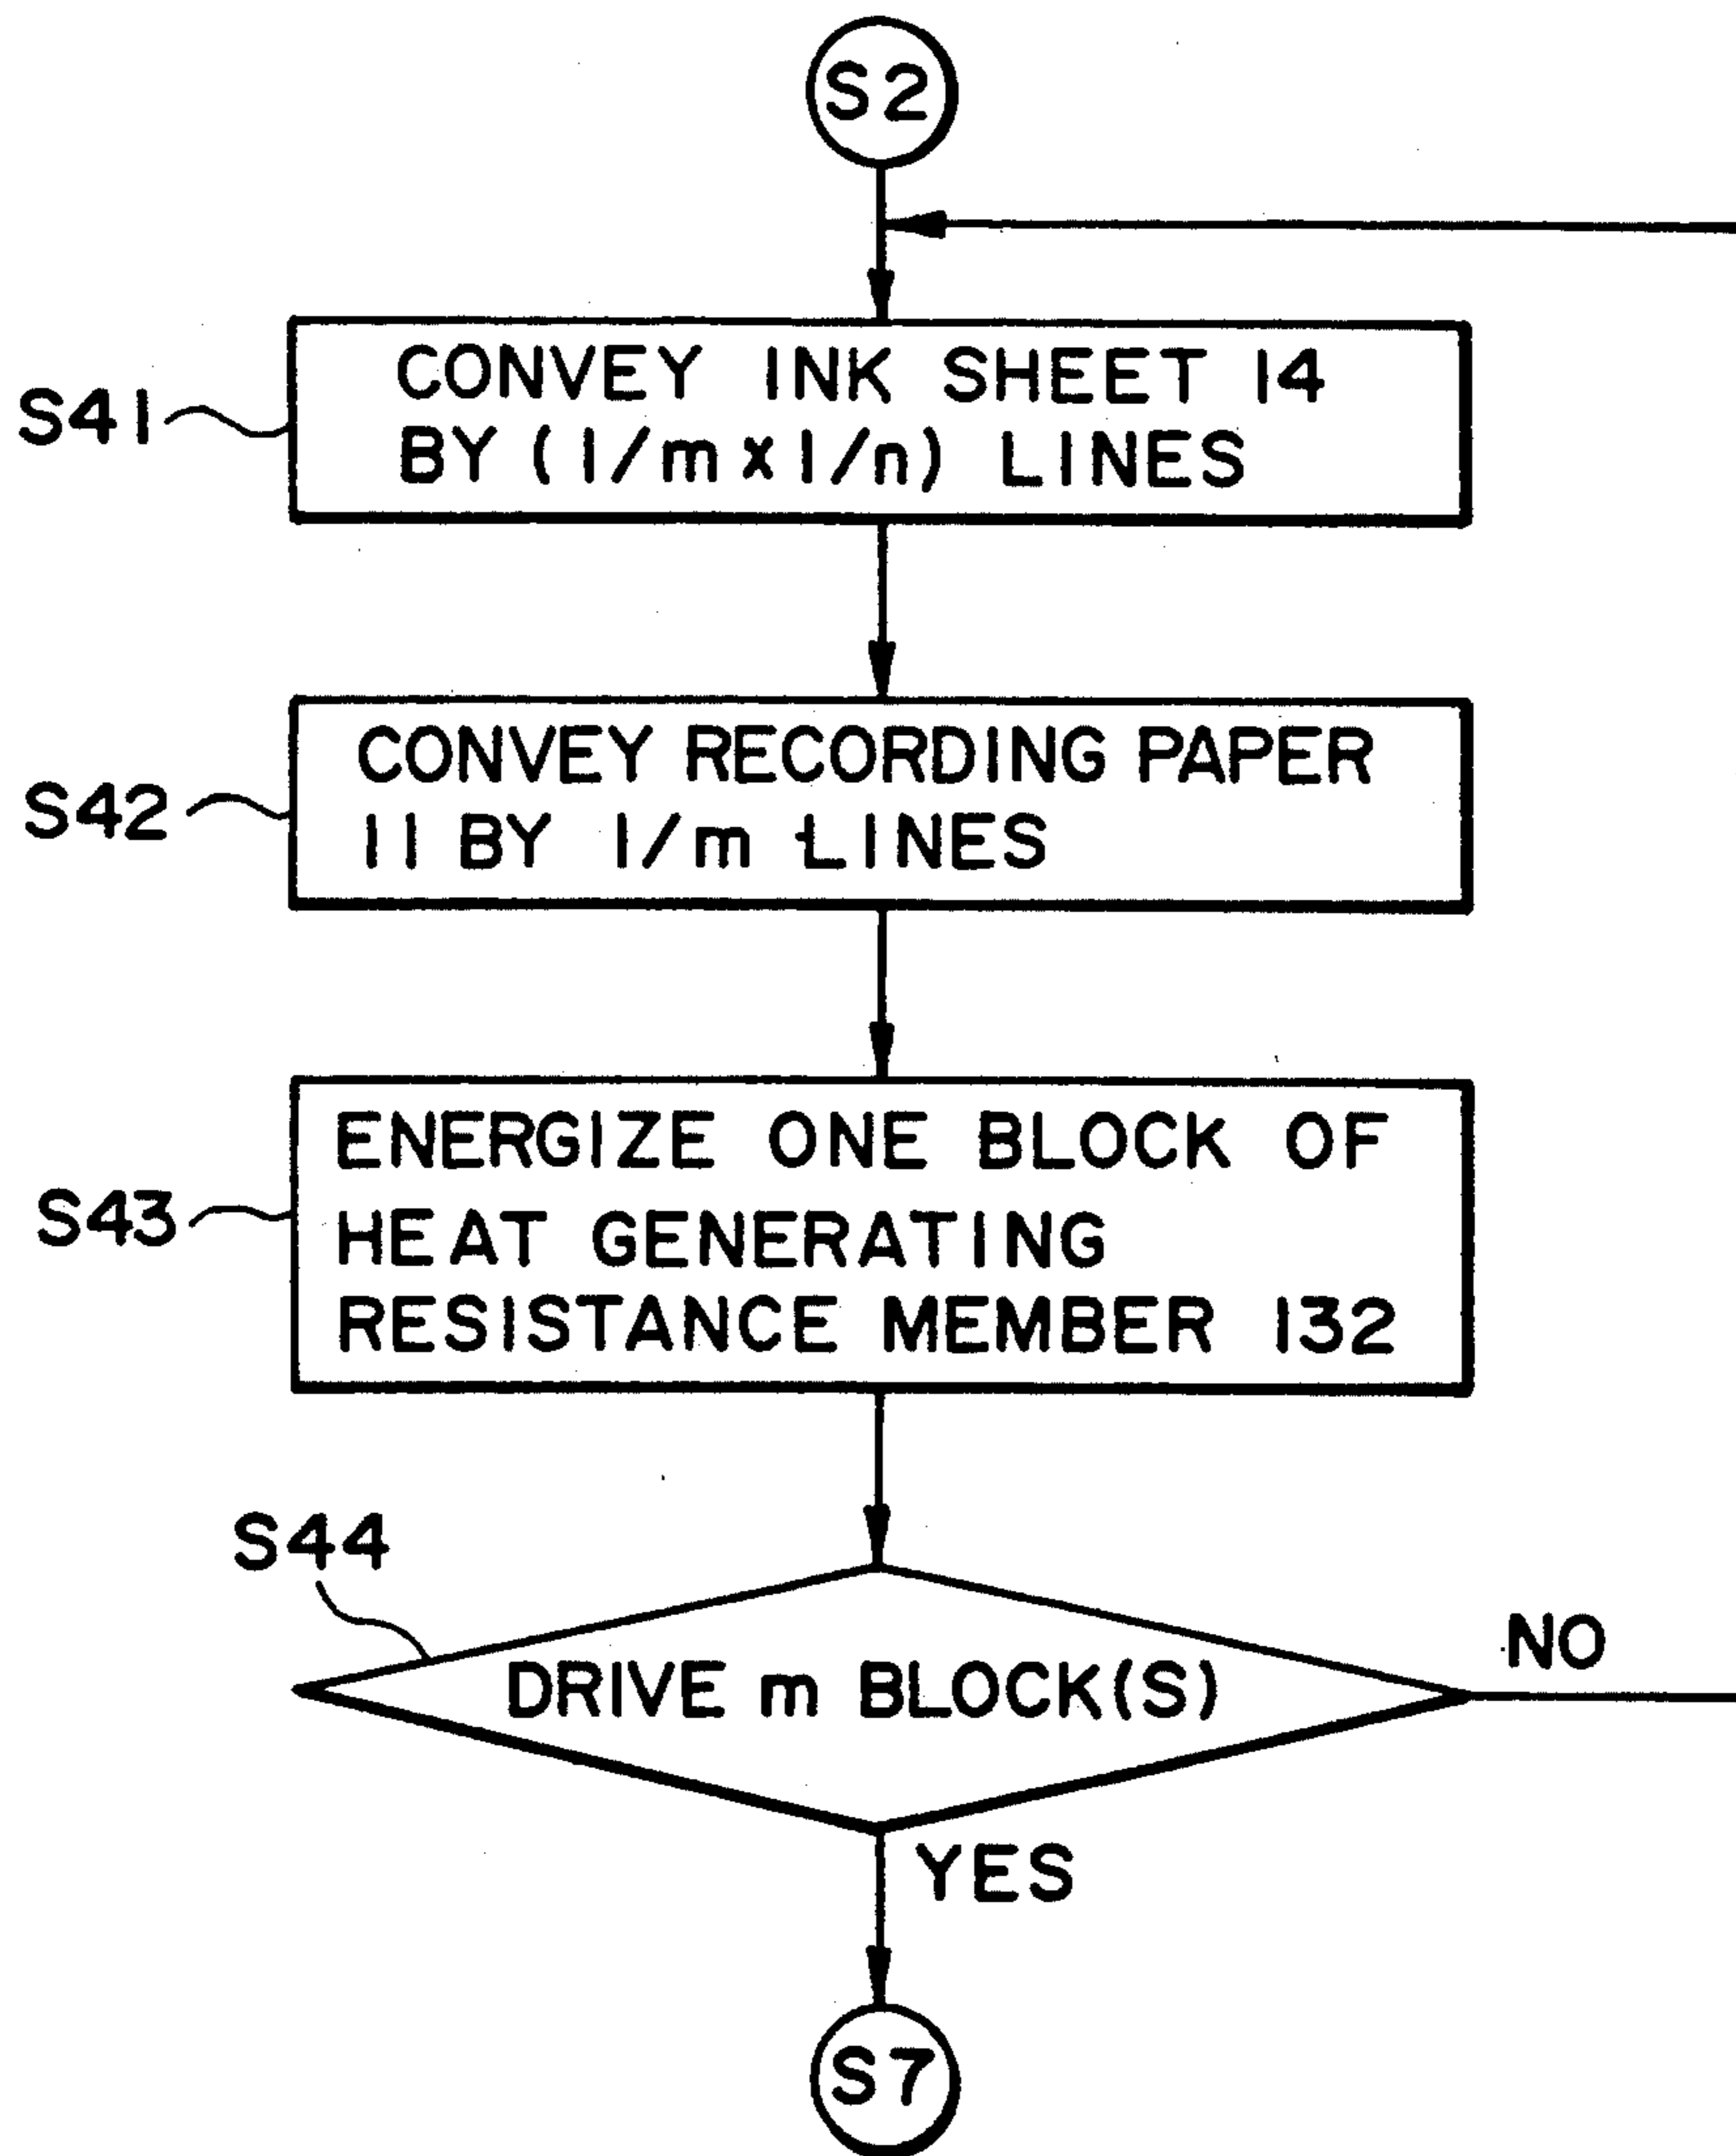 S2
S41
CONVEY INK SHEET 14
BY (1/m x 1/n) LINES
S42
CONVEY RECORDING PAPER
11 BY 1/m LINES
S43
ENERGIZE ONE BLOCK OF
HEAT GENERATING
RESISTANCE MEMBER 132
S44
DRIVE m BLOCK(S)
NO
YES
S7